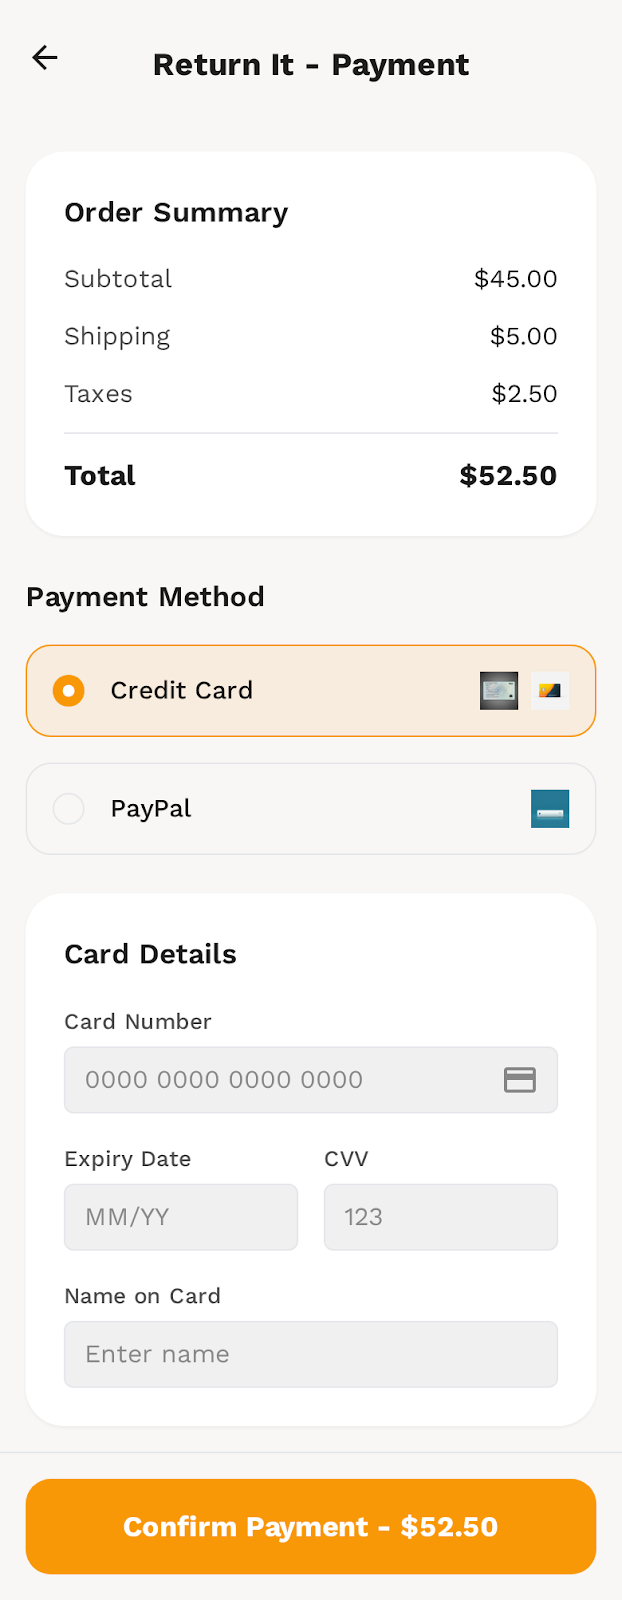 Return It - Payment
Order Summary
Subtotal $45.00
Shipping $5.00
Taxes $2.50
Total $52.50
Payment Method
Credit Card
PayPal
Card Details
Card Number
0000 0000 0000 0000
Expiry Date CVV
MM/YY 123
Name on Card
Enter name
Confirm Payment - $52.50